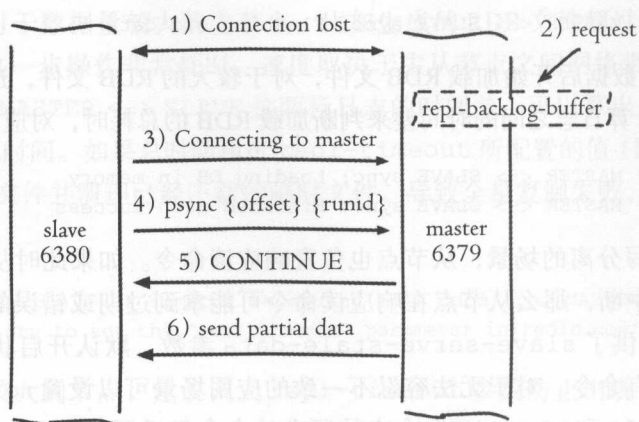 1) Connection lost
2) request
repl-backlog-buffer
3) Connecting to master
4) psync {offset} {runid}
slave
6380
master
6379
5) CONTINUE
6) send partial data